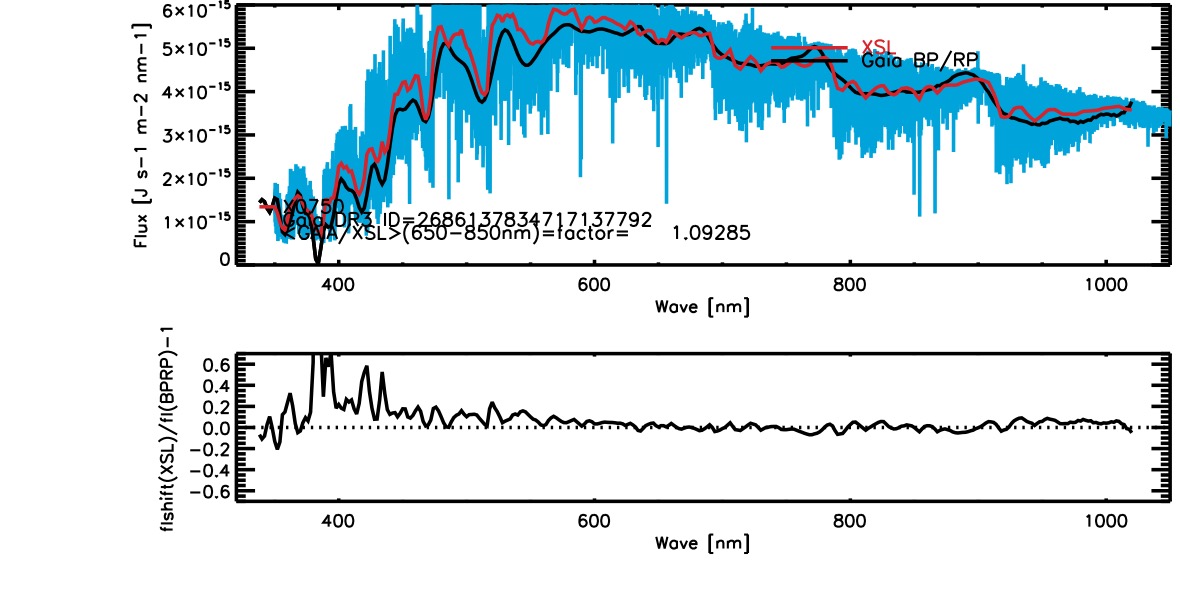 6×10−15
5×10−15
4×10−15
3×10−15
2×10−15
1×10−15
0
Flux [J s−1 m−2 nm−1]
XSL
Gaia BP/RP
X0750
Gaia DR3 ID=2686137834717137792
<GAIA/XSL>(650−850nm)=factor= 1.09285
400 600 800 1000
Wave [nm]
0.6
0.4
0.2
0.0
−0.2
−0.4
−0.6
flshift(XSL)/fl(BPRP)−1
400 600 800 1000
Wave [nm]